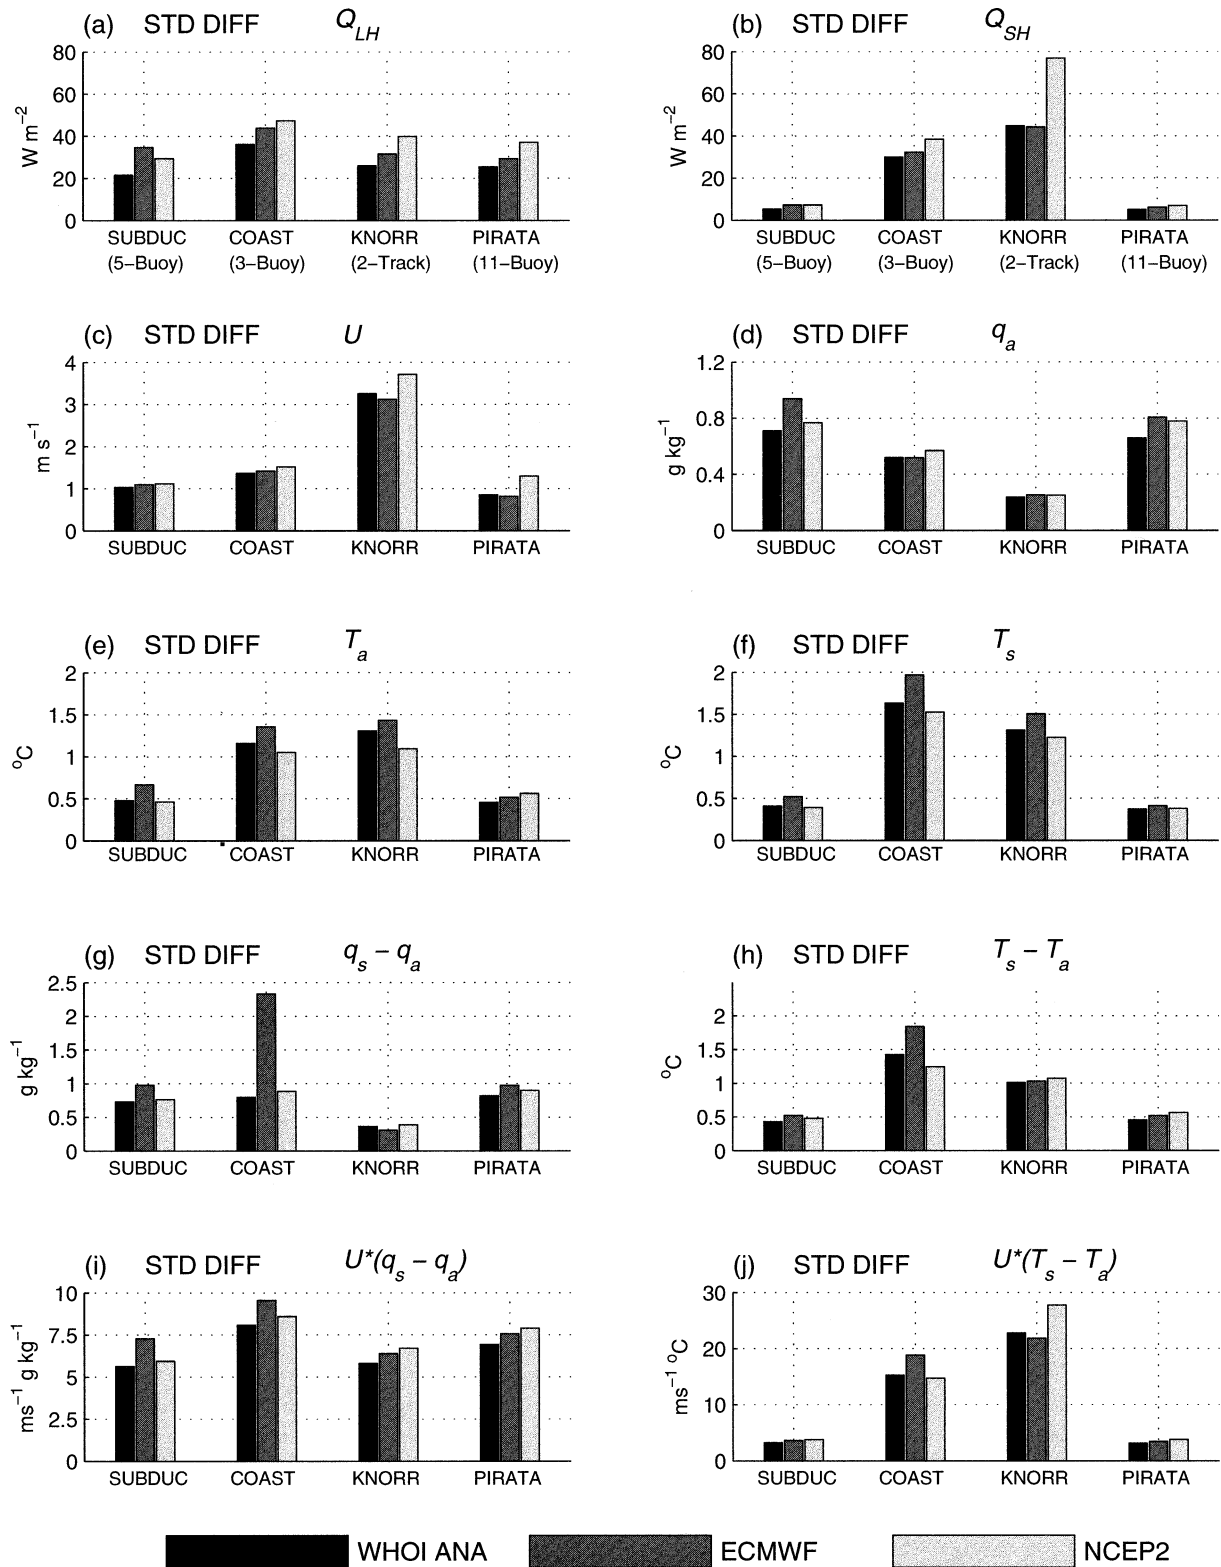 (a) STD DIFF Q_LH
W m⁻²
80
60
40
20
0
SUBDUC COAST KNORR PIRATA
(5−Buoy) (3−Buoy) (2−Track) (11−Buoy)
(b) STD DIFF Q_SH
W m⁻²
80
60
40
20
0
SUBDUC COAST KNORR PIRATA
(5−Buoy) (3−Buoy) (2−Track) (11−Buoy)
(c) STD DIFF U
m s⁻¹
4
3
2
1
0
SUBDUC COAST KNORR PIRATA
(d) STD DIFF q_a
g kg⁻¹
1.2
0.8
0.4
0
SUBDUC COAST KNORR PIRATA
(e) STD DIFF T_a
°C
2
1.5
1
0.5
0
SUBDUC COAST KNORR PIRATA
(f) STD DIFF T_s
°C
2
1.5
1
0.5
0
SUBDUC COAST KNORR PIRATA
(g) STD DIFF q_s − q_a
g kg⁻¹
2.5
2
1.5
1
0.5
0
SUBDUC COAST KNORR PIRATA
(h) STD DIFF T_s − T_a
°C
2
1.5
1
0.5
0
SUBDUC COAST KNORR PIRATA
(i) STD DIFF U*(q_s − q_a)
ms⁻¹ g kg⁻¹
10
7.5
5
2.5
0
SUBDUC COAST KNORR PIRATA
(j) STD DIFF U*(T_s − T_a)
ms⁻¹ °C
30
20
10
0
SUBDUC COAST KNORR PIRATA
WHOI ANA ECMWF NCEP2